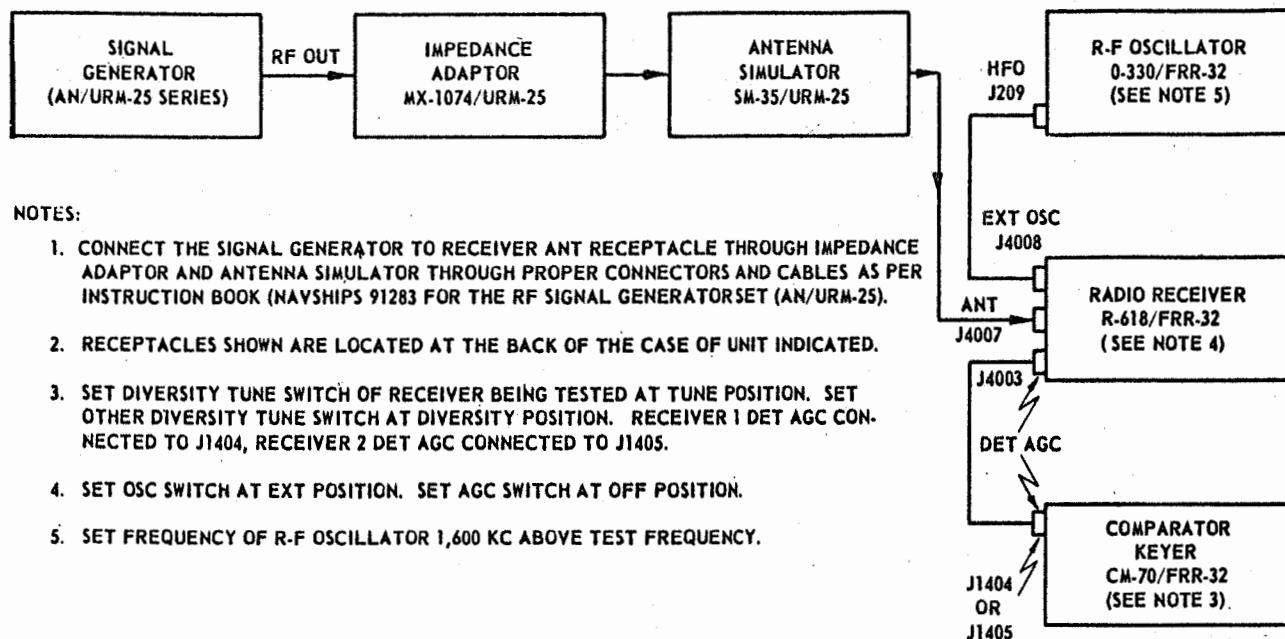 SIGNAL
GENERATOR
(AN/URM-25 SERIES)
RF OUT
IMPEDANCE
ADAPTOR
MX-1074/URM-25
ANTENNA
SIMULATOR
SM-35/URM-25
HFO
J209
R-F OSCILLATOR
O-330/FRR-32
(SEE NOTE 5)
EXT OSC
J4008
ANT
J4007
J4003
RADIO RECEIVER
R-618/FRR-32
(SEE NOTE 4)
DET AGC
J1404
OR
J1405
COMPARATOR
KEYER
CM-70/FRR-32
(SEE NOTE 3)
NOTES:
1. CONNECT THE SIGNAL GENERATOR TO RECEIVER ANT RECEPTACLE THROUGH IMPEDANCE
ADAPTOR AND ANTENNA SIMULATOR THROUGH PROPER CONNECTORS AND CABLES AS PER
INSTRUCTION BOOK (NAVSHIPS 91283 FOR THE RF SIGNAL GENERATORSET (AN/URM-25).
2. RECEPTACLES SHOWN ARE LOCATED AT THE BACK OF THE CASE OF UNIT INDICATED.
3. SET DIVERSITY TUNE SWITCH OF RECEIVER BEING TESTED AT TUNE POSITION. SET
OTHER DIVERSITY TUNE SWITCH AT DIVERSITY POSITION. RECEIVER 1 DET AGC CON-
NECTED TO J1404, RECEIVER 2 DET AGC CONNECTED TO J1405.
4. SET OSC SWITCH AT EXT POSITION. SET AGC SWITCH AT OFF POSITION.
5. SET FREQUENCY OF R-F OSCILLATOR 1,600 KC ABOVE TEST FREQUENCY.